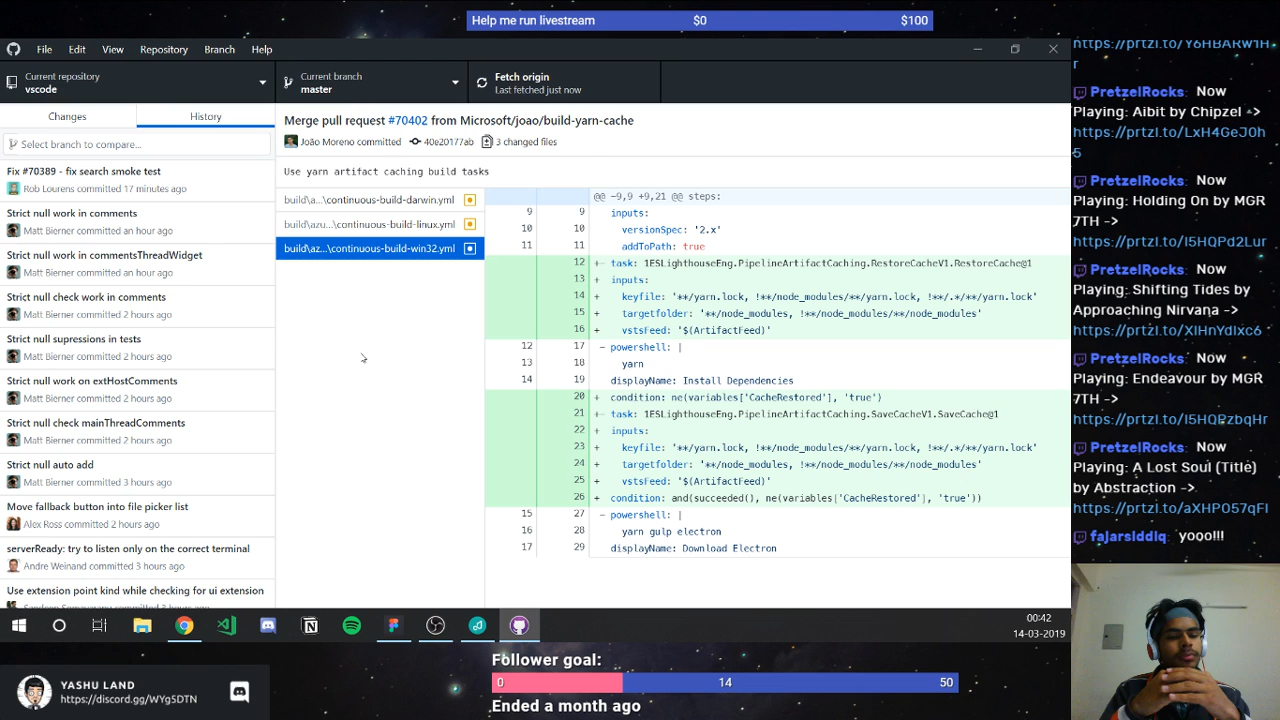 Help me run livestream $0 $100
File Edit View Repository Branch Help
Current repository
vscode
Current branch
master
Fetch origin
Last fetched just now
Changes History
Select branch to compare...
Fix #70389 - fix search smoke test
Rob Lourens committed 17 minutes ago
Strict null work in comments
Matt Bierner committed an hour ago
Strict null work in commentsThreadWidget
Matt Bierner committed an hour ago
Strict null check work in comments
Matt Bierner committed 2 hours ago
Strict null supressions in tests
Matt Bierner committed 2 hours ago
Strict null work on extHostComments
Matt Bierner committed 2 hours ago
Strict null check mainThreadComments
Matt Bierner committed 2 hours ago
Strict null auto add
Matt Bierner committed 3 hours ago
Move fallback button into file picker list
Alex Ross committed 2 hours ago
serverReady: try to listen only on the correct terminal
Andre Weinand committed 3 hours ago
Use extension point kind while checking for ui extension
Merge pull request #70402 from Microsoft/joao/build-yarn-cache
João Moreno committed 40e20177ab 3 changed files
Use yarn artifact caching build tasks
build\a...\continuous-build-darwin.yml
build\azu...\continuous-build-linux.yml
build\az...\continuous-build-win32.yml
@@ -9,9 +9,21 @@ steps:
9 9 inputs:
10 10 versionSpec: '2.x'
11 11 addToPath: true
12 +- task: 1ESLighthouseEng.PipelineArtifactCaching.RestoreCacheV1.RestoreCache@1
13 + inputs:
14 + keyfile: '**/yarn.lock, !**/node_modules/**/yarn.lock, !**/.*/**/yarn.lock'
15 + targetfolder: '**/node_modules, !**/node_modules/**/node_modules'
16 + vstsFeed: '$(ArtifactFeed)'
12 17 - powershell: |
13 18 yarn
14 19 displayName: Install Dependencies
20 + condition: ne(variables['CacheRestored'], 'true')
21 +- task: 1ESLighthouseEng.PipelineArtifactCaching.SaveCacheV1.SaveCache@1
22 + inputs:
23 + keyfile: '**/yarn.lock, !**/node_modules/**/yarn.lock, !**/.*/**/yarn.lock'
24 + targetfolder: '**/node_modules, !**/node_modules/**/node_modules'
25 + vstsFeed: '$(ArtifactFeed)'
26 + condition: and(succeeded(), ne(variables['CacheRestored'], 'true'))
15 27 - powershell: |
16 28 yarn gulp electron
17 29 displayName: Download Electron
00:42
14-03-2019
https://prtzl.to/Y6HBARW1H
r
PretzelRocks: Now
Playing: Aibit by Chipzel ->
https://prtzl.to/LxH4GeJ0h
5
PretzelRocks: Now
Playing: Holding On by MGR
7TH ->
https://prtzl.to/I5HQPd2Lur
PretzelRocks: Now
Playing: Shifting Tides by
Approaching Nirvana ->
https://prtzl.to/XlHnYdlxc6
PretzelRocks: Now
Playing: Endeavour by MGR
7TH ->
https://prtzl.to/I5HQPzbqHr
PretzelRocks: Now
Playing: A Lost Soul (Title)
by Abstraction ->
https://prtzl.to/aXHP057qFl
fajarsiddiq: yooo!!!
YASHU LAND
https://discord.gg/WYg5DTN
Follower goal:
0 14 50
Ended a month ago